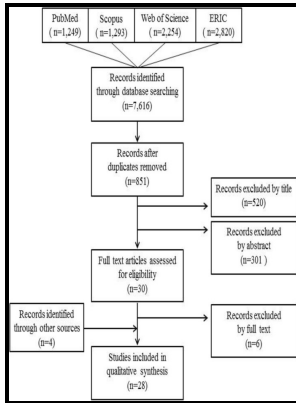 PubMed
(n=1,249)
Scopus
(n=1,293)
Web of Science
(n=2,254)
ERIC
(n=2,820)
Records identified
through database searching
(n=7,616)
Records after
duplicates removed
(n=851)
Records excluded by title
(n=520)
Records excluded
by abstract
(n=301 )
Full text articles assessed
for eligibility
(n=30)
Records identified
through other sources
(n=4)
Records excluded
by full text
(n=6)
Studies included in
qualitative synthesis
(n=28)